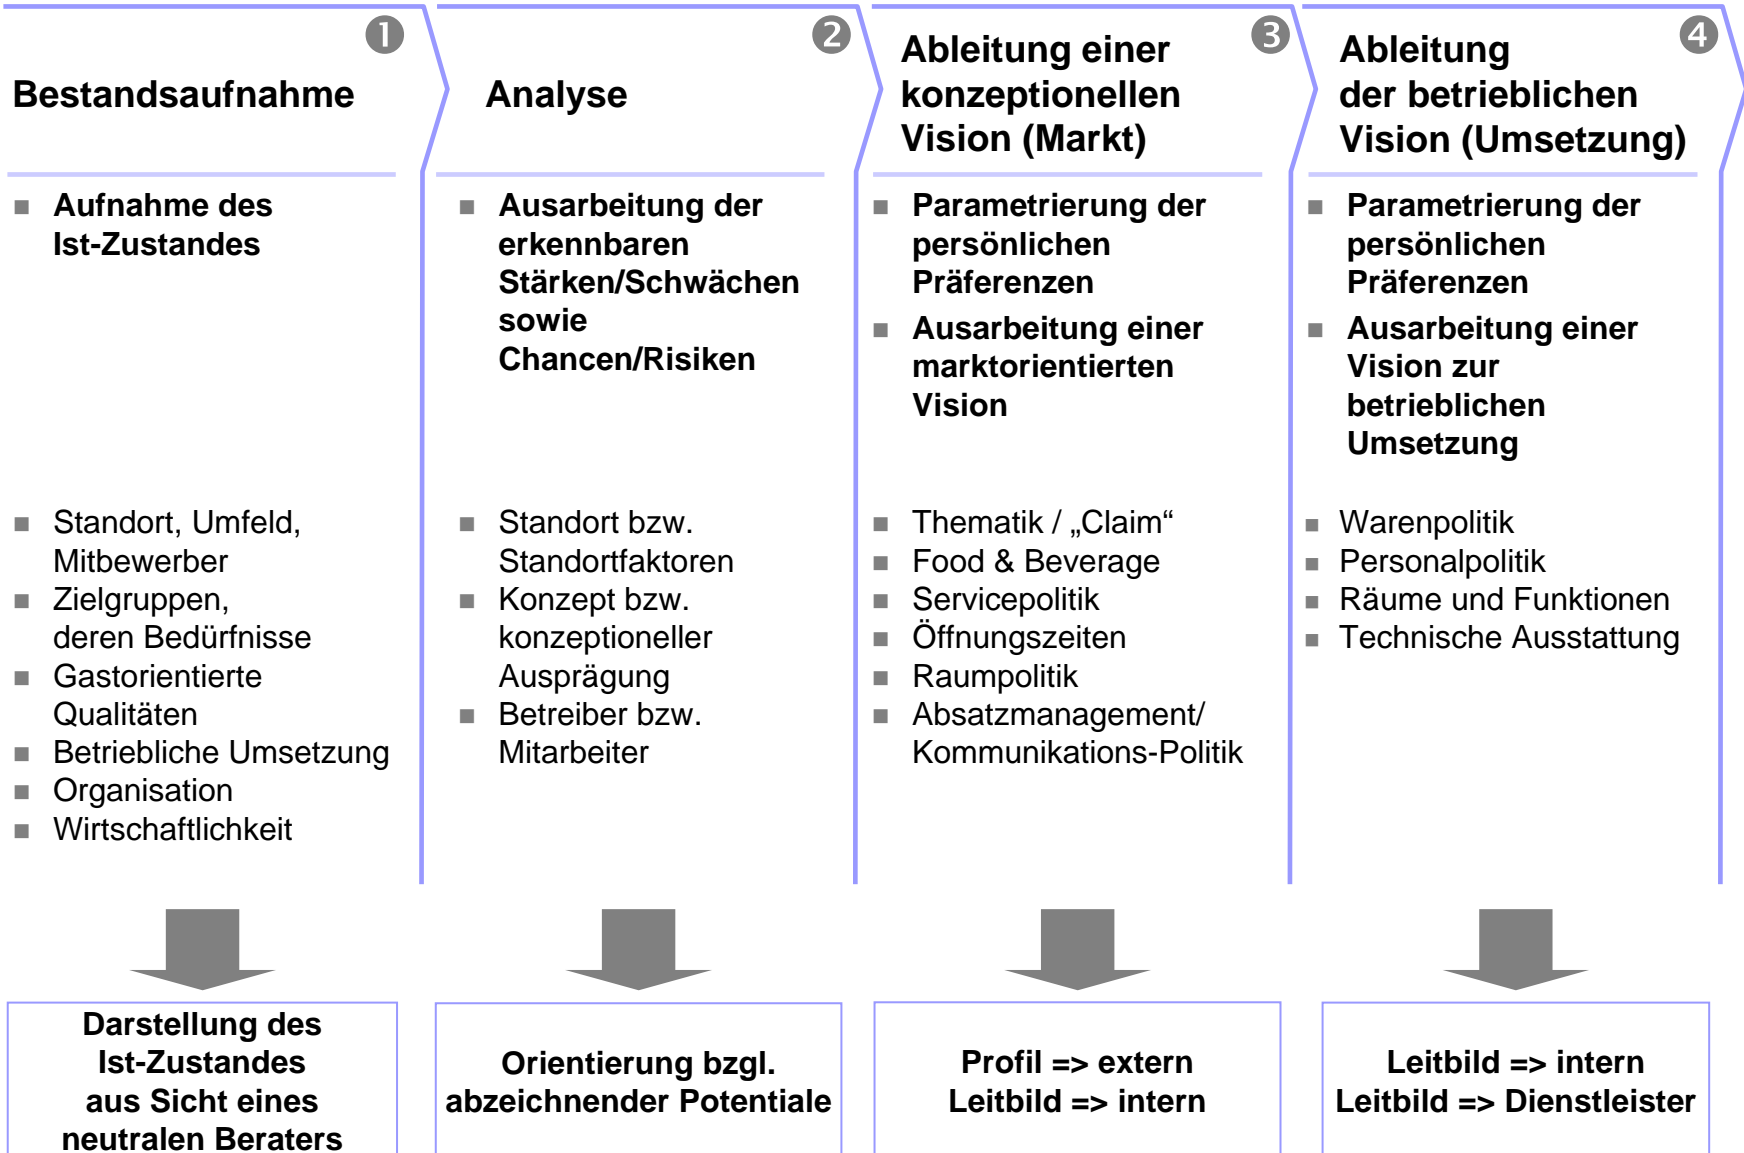 ❶
Bestandsaufnahme
Aufnahme des
Ist-Zustandes
Standort, Umfeld,
Mitbewerber
Zielgruppen,
deren Bedürfnisse
Gastorientierte
Qualitäten
Betriebliche Umsetzung
Organisation
Wirtschaftlichkeit
Darstellung des
Ist-Zustandes
aus Sicht eines
neutralen Beraters
❷
Analyse
Ausarbeitung der
erkennbaren
Stärken/Schwächen
sowie
Chancen/Risiken
Standort bzw.
Standortfaktoren
Konzept bzw.
konzeptioneller
Ausprägung
Betreiber bzw.
Mitarbeiter
Orientierung bzgl.
abzeichnender Potentiale
❸
Ableitung einer
konzeptionellen
Vision (Markt)
Parametrierung der
persönlichen
Präferenzen
Ausarbeitung einer
marktorientierten
Vision
Thematik / „Claim“
Food & Beverage
Servicepolitik
Öffnungszeiten
Raumpolitik
Absatzmanagement/
Kommunikations-Politik
Profil => extern
Leitbild => intern
❹
Ableitung
der betrieblichen
Vision (Umsetzung)
Parametrierung der
persönlichen
Präferenzen
Ausarbeitung einer
Vision zur
betrieblichen
Umsetzung
Warenpolitik
Personalpolitik
Räume und Funktionen
Technische Ausstattung
Leitbild => intern
Leitbild => Dienstleister